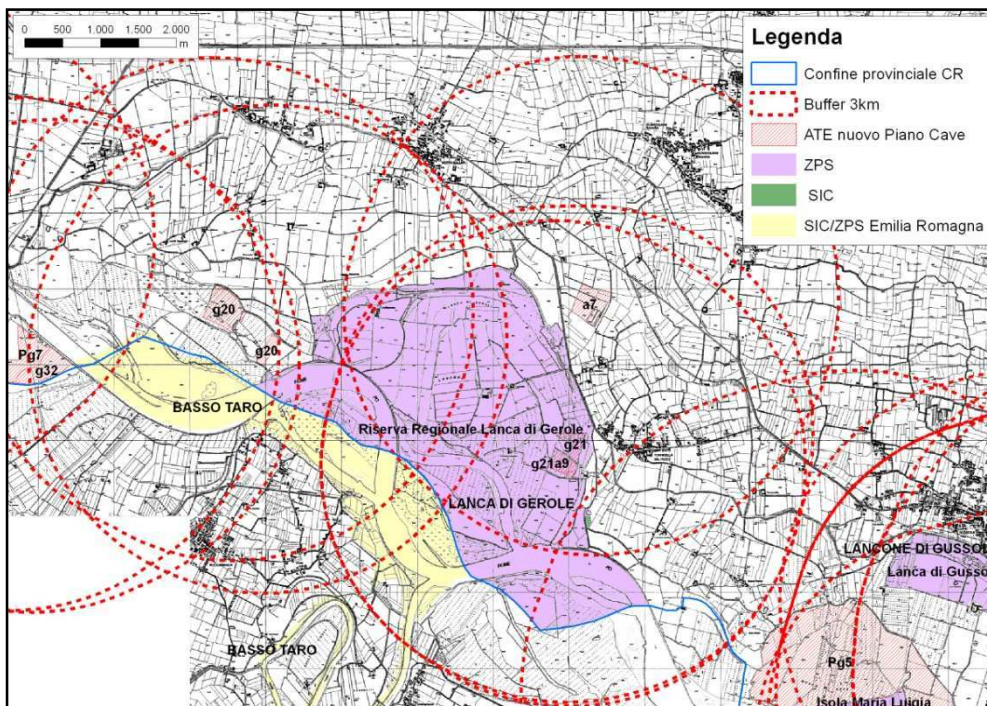 0 500 1.000 1.500 2.000
m
Legenda
Confine provinciale CR
Buffer 3km
ATE nuovo Piano Cave
ZPS
SIC
SIC/ZPS Emilia Romagna
g20
a7
Pg7
g32
g20
BASSO TARO
Riserva Regionale Lanca di Gerole
g21
g21a9
LANCA DI GEROLE
LANCONE DI GUSSOL
Lanca di Gusso
BASSO TARO
Pg5
Isola Maria Luigia